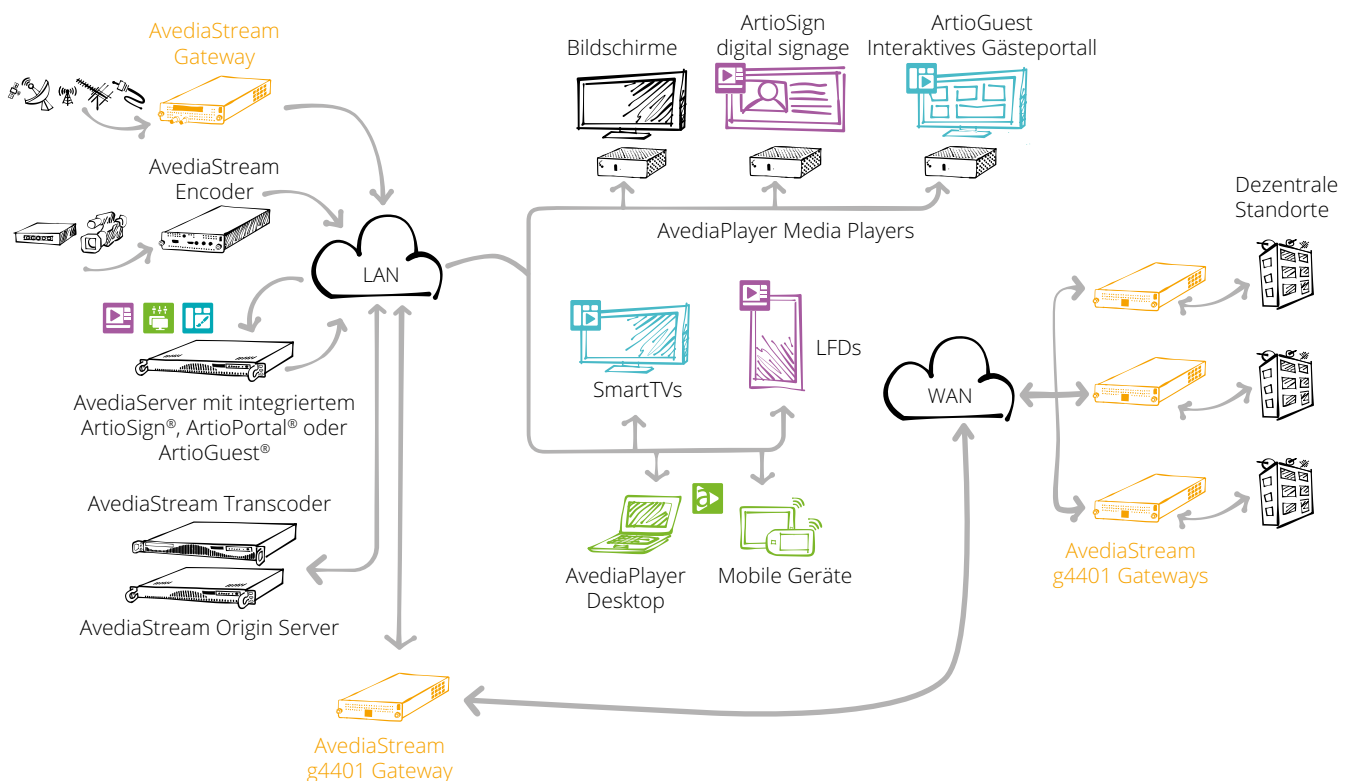 AvediaStream
Gateway
AvediaStream
Encoder
LAN
AvediaServer mit integriertem
ArtioSign®, ArtioPortal® oder
ArtioGuest®
AvediaStream Transcoder
AvediaStream Origin Server
AvediaStream
g4401 Gateway
Bildschirme
ArtioSign
digital signage
ArtioGuest
Interaktives Gästeportall
AvediaPlayer Media Players
SmartTVs
LFDs
AvediaPlayer
Desktop
a
Mobile Geräte
WAN
Dezentrale
Standorte
AvediaStream
g4401 Gateways